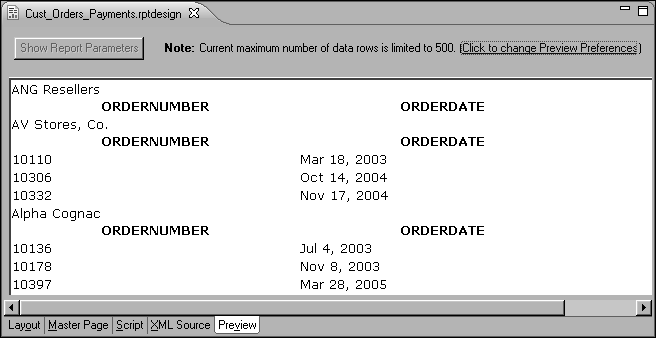 Cust_Orders_Payments.rptdesign
Show Report Parameters Note: Current maximum number of data rows is limited to 500. (Click to change Preview Preferences)
ANG Resellers
ORDERNUMBER ORDERDATE
AV Stores, Co.
ORDERNUMBER ORDERDATE
10110 Mar 18, 2003
10306 Oct 14, 2004
10332 Nov 17, 2004
Alpha Cognac
ORDERNUMBER ORDERDATE
10136 Jul 4, 2003
10178 Nov 8, 2003
10397 Mar 28, 2005
Layout Master Page Script XML Source Preview